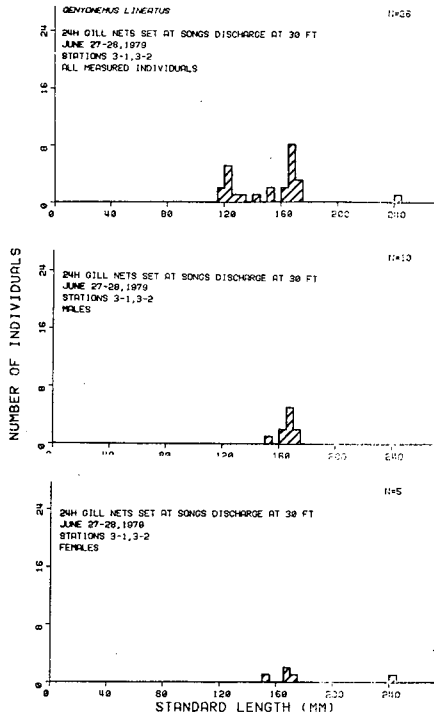 GENYONEMUS LINEATUS
N=26
24H GILL NETS SET AT SONGS DISCHARGE AT 30 FT
JUNE 27-28,1979
STATIONS 3-1,3-2
ALL MEASURED INDIVIDUALS
24
16
8
0
0 40 80 120 160 200 240
N=10
24H GILL NETS SET AT SONGS DISCHARGE AT 30 FT
JUNE 27-28,1979
STATIONS 3-1,3-2
MALES
24
16
8
0
0 40 80 120 160 200 240
NUMBER OF INDIVIDUALS
N=5
24H GILL NETS SET AT SONGS DISCHARGE AT 30 FT
JUNE 27-28,1979
STATIONS 3-1,3-2
FEMALES
24
16
8
0
0 40 80 120 160 200 240
STANDARD LENGTH (MM)